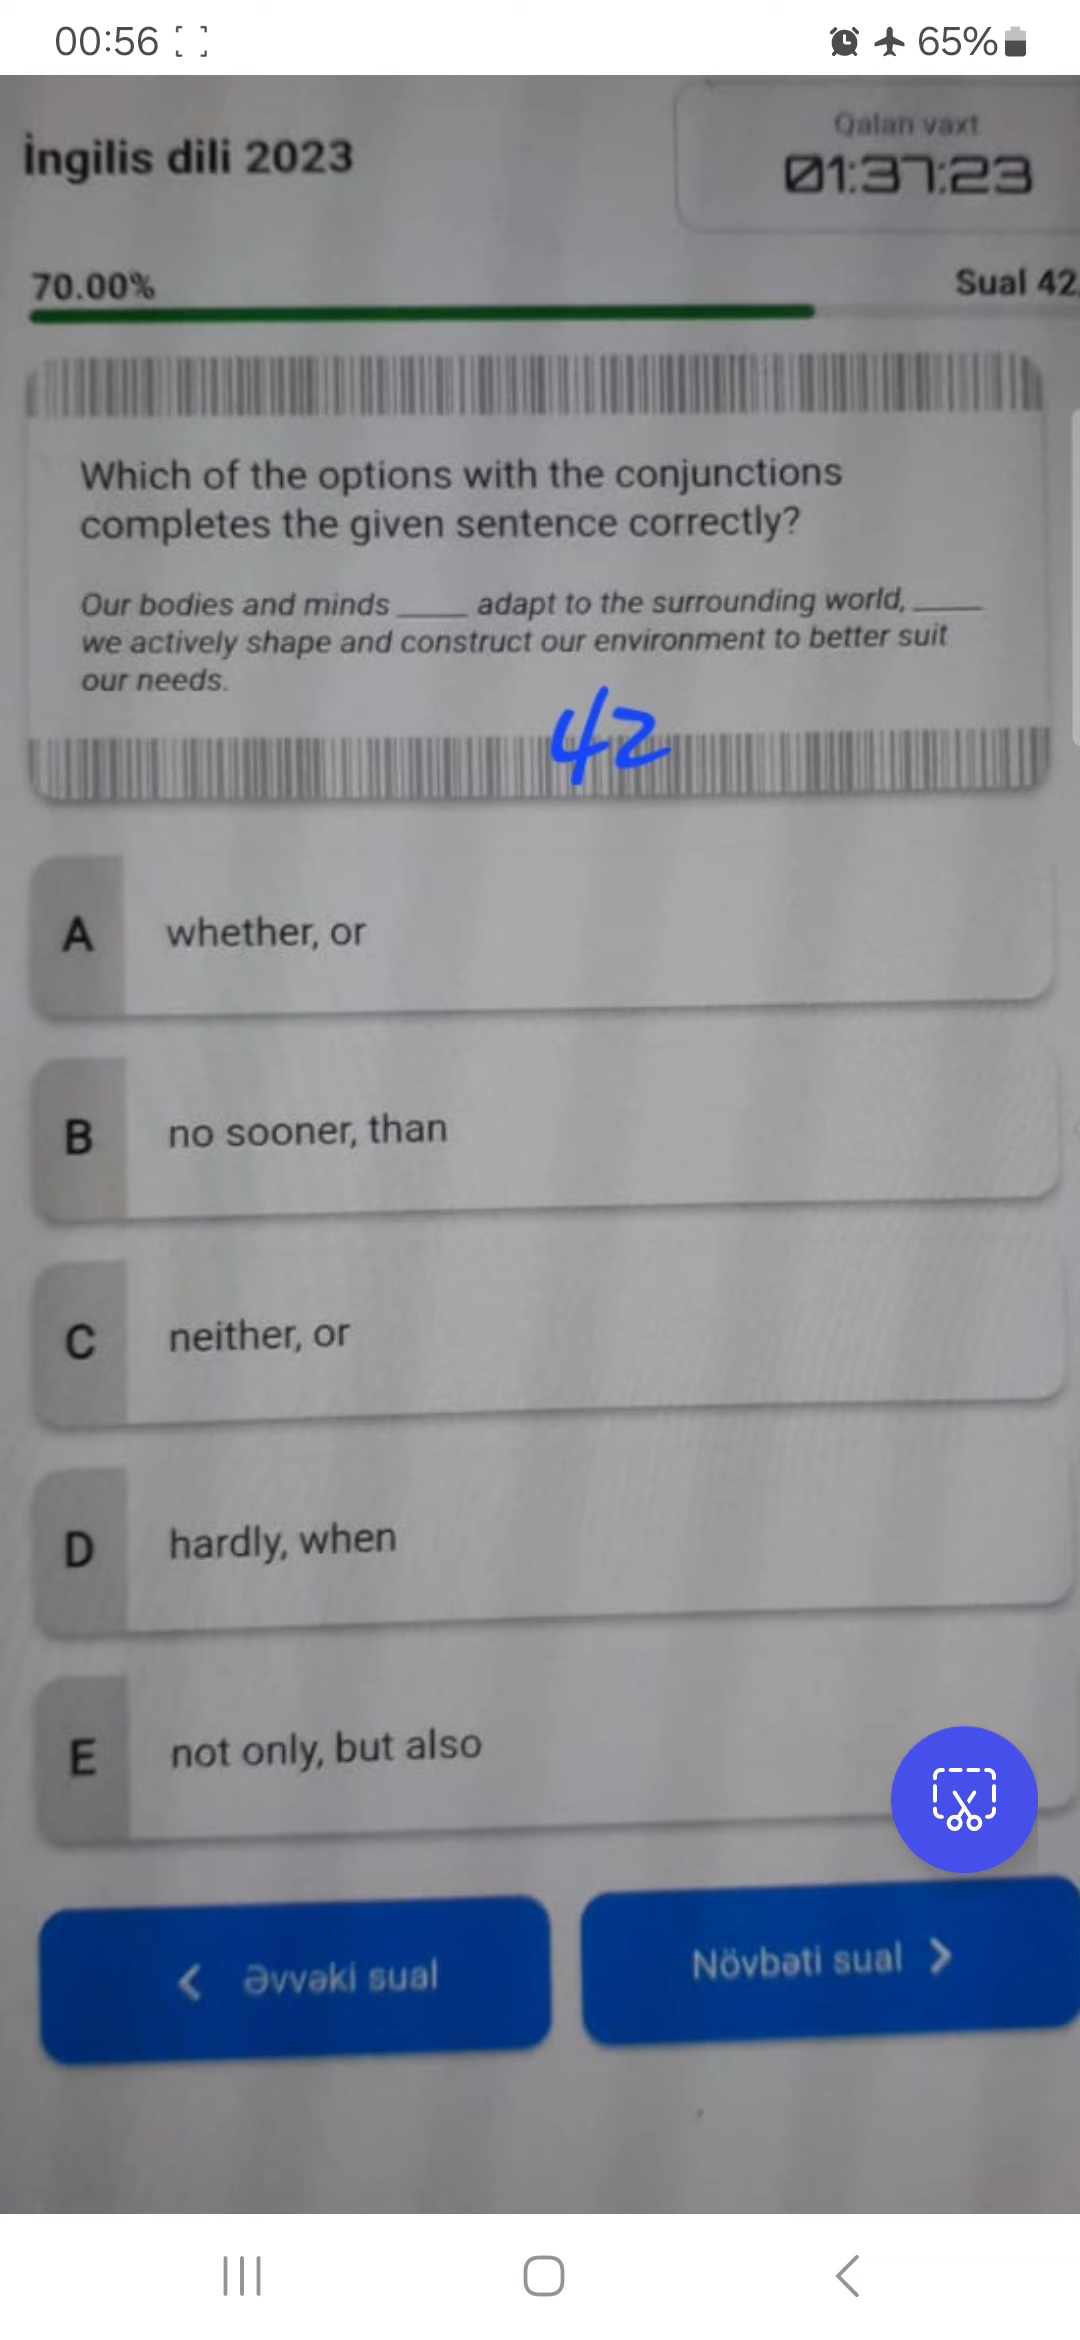 00:56
65%
İngilis dili 2023
Qalan vaxt
01:37:23
70.00%
Sual 42
Which of the options with the conjunctions
completes the given sentence correctly?
Our bodies and minds ____ adapt to the surrounding world, ____
we actively shape and construct our environment to better suit
our needs.
42
A whether, or
B no sooner, than
C neither, or
D hardly, when
E not only, but also
Əvvəki sual
Növbəti sual